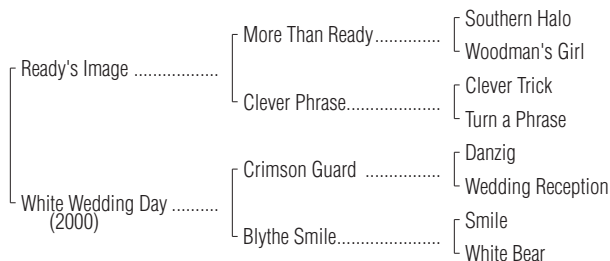 Southern Halo
More Than Ready..............
Woodman's Girl
Ready's Image ..................
Clever Trick
Clever Phrase....................
Turn a Phrase
Danzig
Crimson Guard ................
Wedding Reception
White Wedding Day ..........
(2000)
Smile
Blythe Smile......................
White Bear